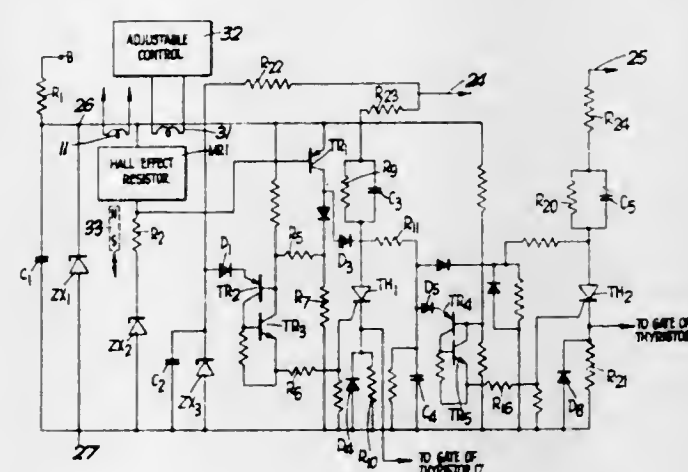 ADJUSTABLE
CONTROL
32
B
R22
25
24
R1
26
R23
R24
11
31
MR1
TR1
HALL EFFECT
RESISTOR
R9
C3
R20
C5
33
N
S
R2
R11
D1
R5
D3
TR2
R7
TH1
D5
TR4
TH2
C1
ZX1
TR3
TO GATE OF
THYRISTOR
ZX2
C2
ZX3
R6
D4
R10
C4
TR5
R16
D8
R21
27
TO GATE OF
THYRISTOR 17